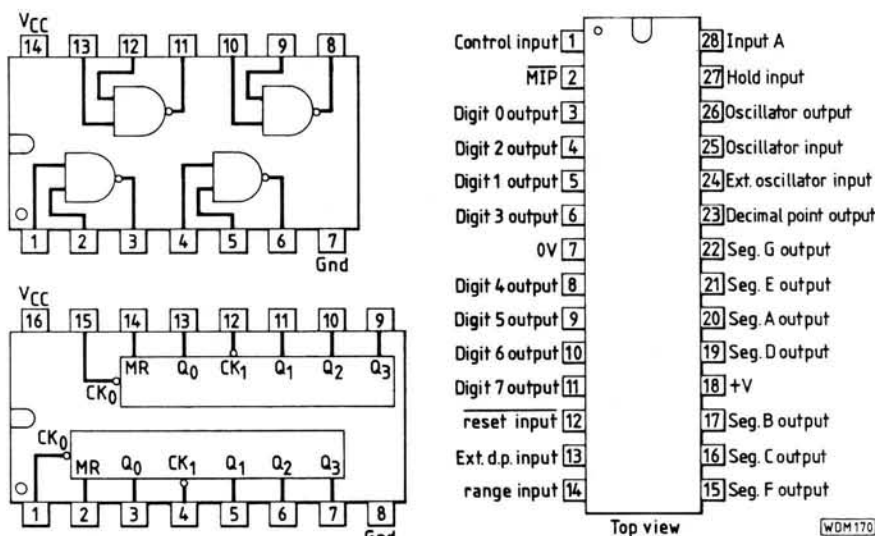 VCC
14 13 12 11 10 9 8
1 2 3 4 5 6 7
Gnd
VCC
16 15 14 13 12 11 10 9
MR Q0 CK1 Q1 Q2 Q3
CK0
CK0
MR Q0 CK1 Q1 Q2 Q3
1 2 3 4 5 6 7 8
Gnd
Control input 1
MIP 2
Digit 0 output 3
Digit 2 output 4
Digit 1 output 5
Digit 3 output 6
0V 7
Digit 4 output 8
Digit 5 output 9
Digit 6 output 10
Digit 7 output 11
reset input 12
Ext. d.p. input 13
range input 14
28 Input A
27 Hold input
26 Oscillator output
25 Oscillator input
24 Ext. oscillator input
23 Decimal point output
22 Seg. G output
21 Seg. E output
20 Seg. A output
19 Seg. D output
18 +V
17 Seg. B output
16 Seg. C output
15 Seg. F output
Top view
WDM170